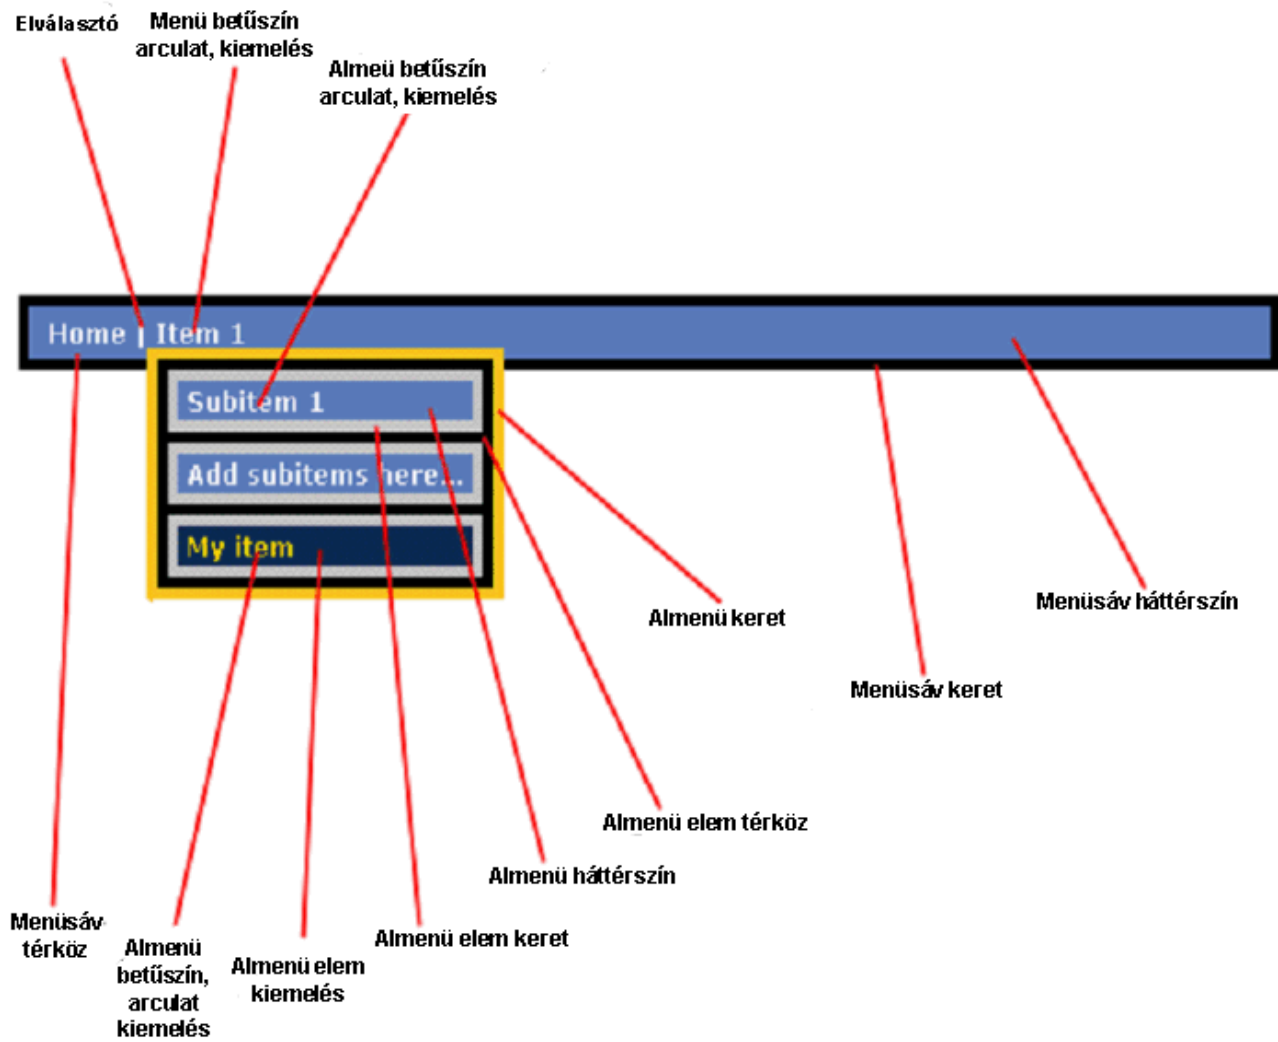 Elválasztó
Menü betűszín
arculat, kiemelés
Almeü betűszín
arculat, kiemelés
Home | Item 1
Subitem 1
Add subitems here...
My item
Almenü keret
Menüsáv háttérszín
Menüsáv keret
Almenü elem térköz
Almenü háttérszín
Almenü elem keret
Almenü elem
kiemelés
Almenü
betűszín,
arculat
kiemelés
Menüsáv
térköz